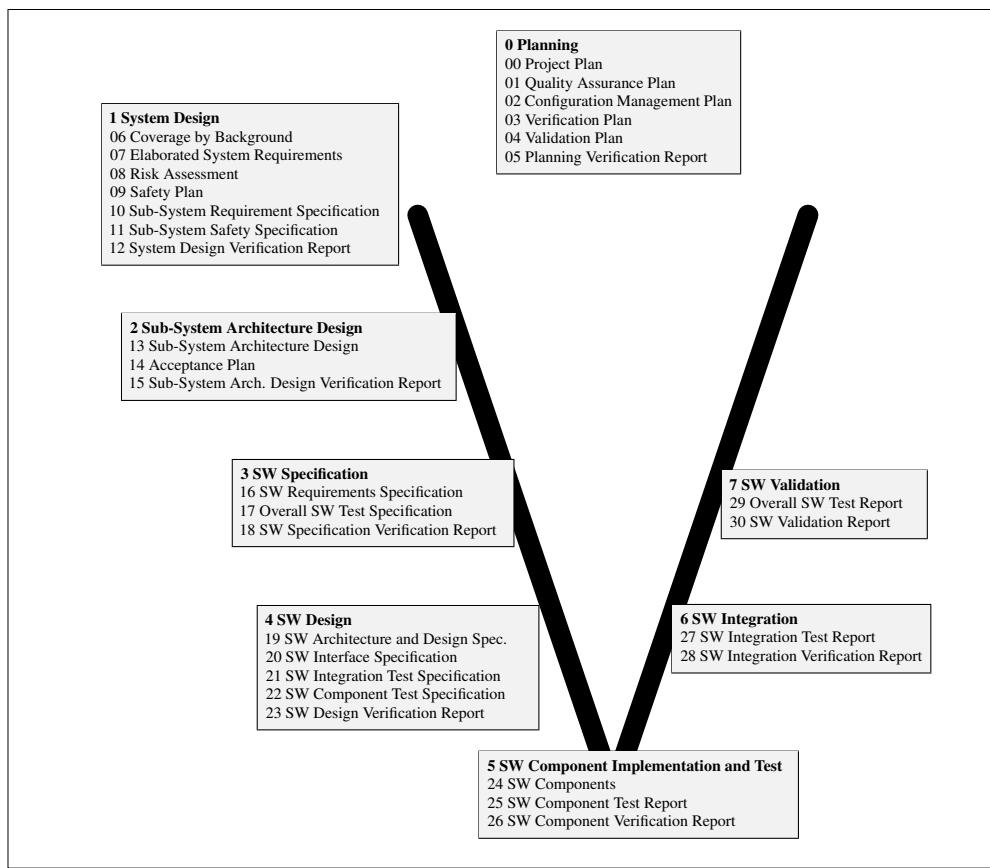 0 Planning
00 Project Plan
01 Quality Assurance Plan
02 Configuration Management Plan
03 Verification Plan
04 Validation Plan
05 Planning Verification Report
1 System Design
06 Coverage by Background
07 Elaborated System Requirements
08 Risk Assessment
09 Safety Plan
10 Sub-System Requirement Specification
11 Sub-System Safety Specification
12 System Design Verification Report
2 Sub-System Architecture Design
13 Sub-System Architecture Design
14 Acceptance Plan
15 Sub-System Arch. Design Verification Report
3 SW Specification
16 SW Requirements Specification
17 Overall SW Test Specification
18 SW Specification Verification Report
7 SW Validation
29 Overall SW Test Report
30 SW Validation Report
4 SW Design
19 SW Architecture and Design Spec.
20 SW Interface Specification
21 SW Integration Test Specification
22 SW Component Test Specification
23 SW Design Verification Report
6 SW Integration
27 SW Integration Test Report
28 SW Integration Verification Report
5 SW Component Implementation and Test
24 SW Components
25 SW Component Test Report
26 SW Component Verification Report